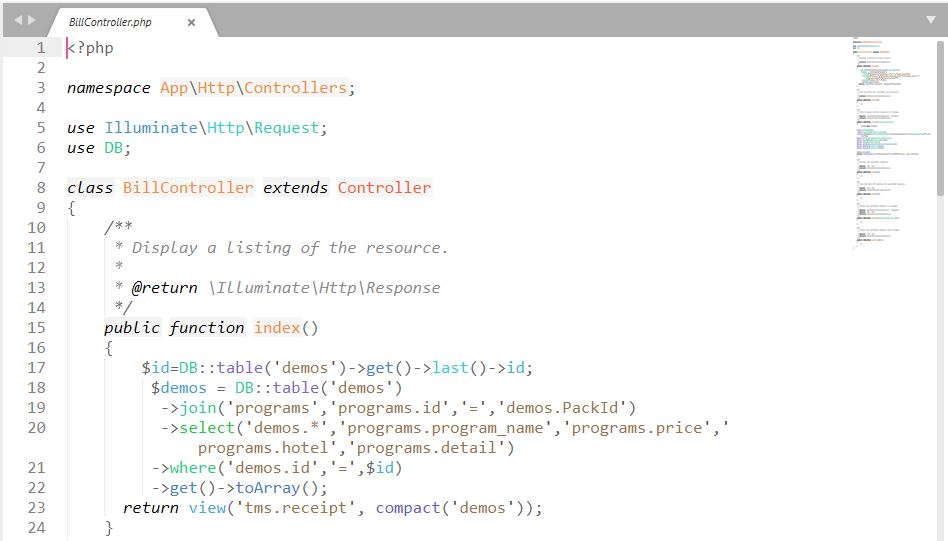 BillController.php ×
1 <?php
2
3 namespace App\Http\Controllers;
4
5 use Illuminate\Http\Request;
6 use DB;
7
8 class BillController extends Controller
9 {
10 /**
11 * Display a listing of the resource.
12 *
13 * @return \Illuminate\Http\Response
14 */
15 public function index()
16 {
17 $id=DB::table('demos')->get()->last()->id;
18 $demos = DB::table('demos')
19 ->join('programs','programs.id','=','demos.PackId')
20 ->select('demos.*','programs.program_name','programs.price','
programs.hotel','programs.detail')
21 ->where('demos.id','=',$id)
22 ->get()->toArray();
23 return view('tms.receipt', compact('demos'));
24 }